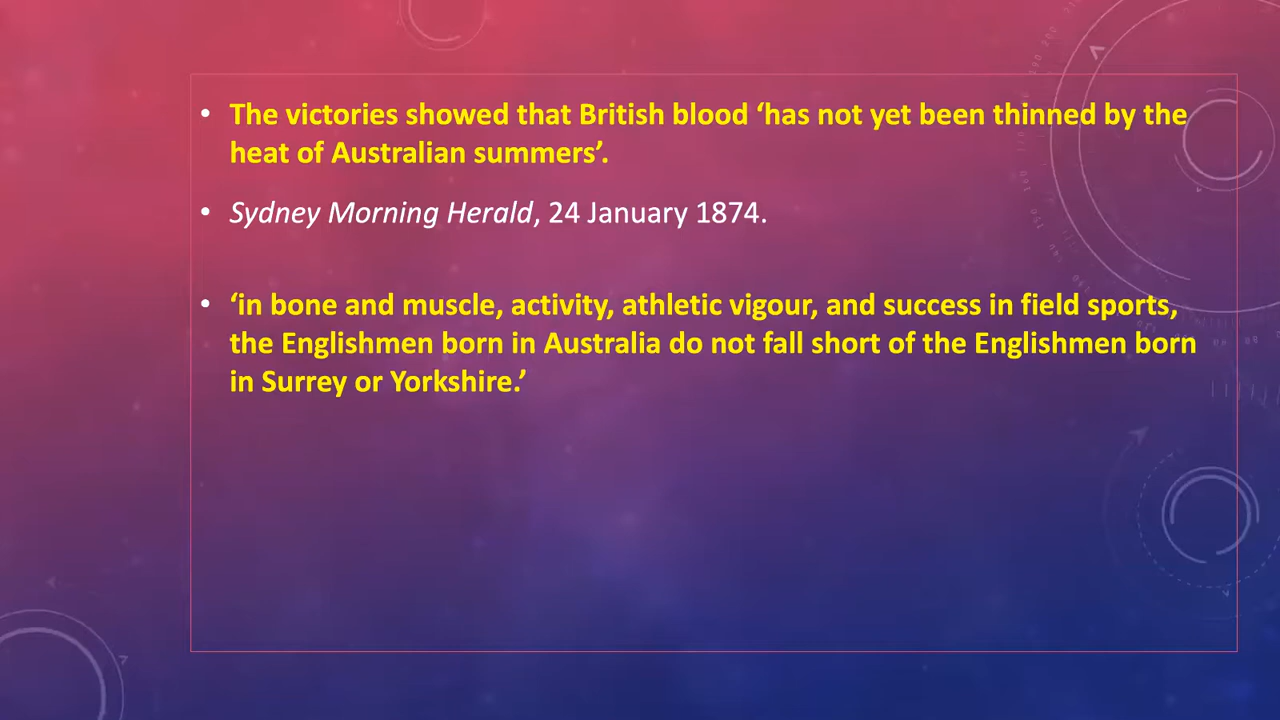 • The victories showed that British blood ‘has not yet been thinned by the
heat of Australian summers’.
• Sydney Morning Herald, 24 January 1874.
• ‘in bone and muscle, activity, athletic vigour, and success in field sports,
the Englishmen born in Australia do not fall short of the Englishmen born
in Surrey or Yorkshire.’